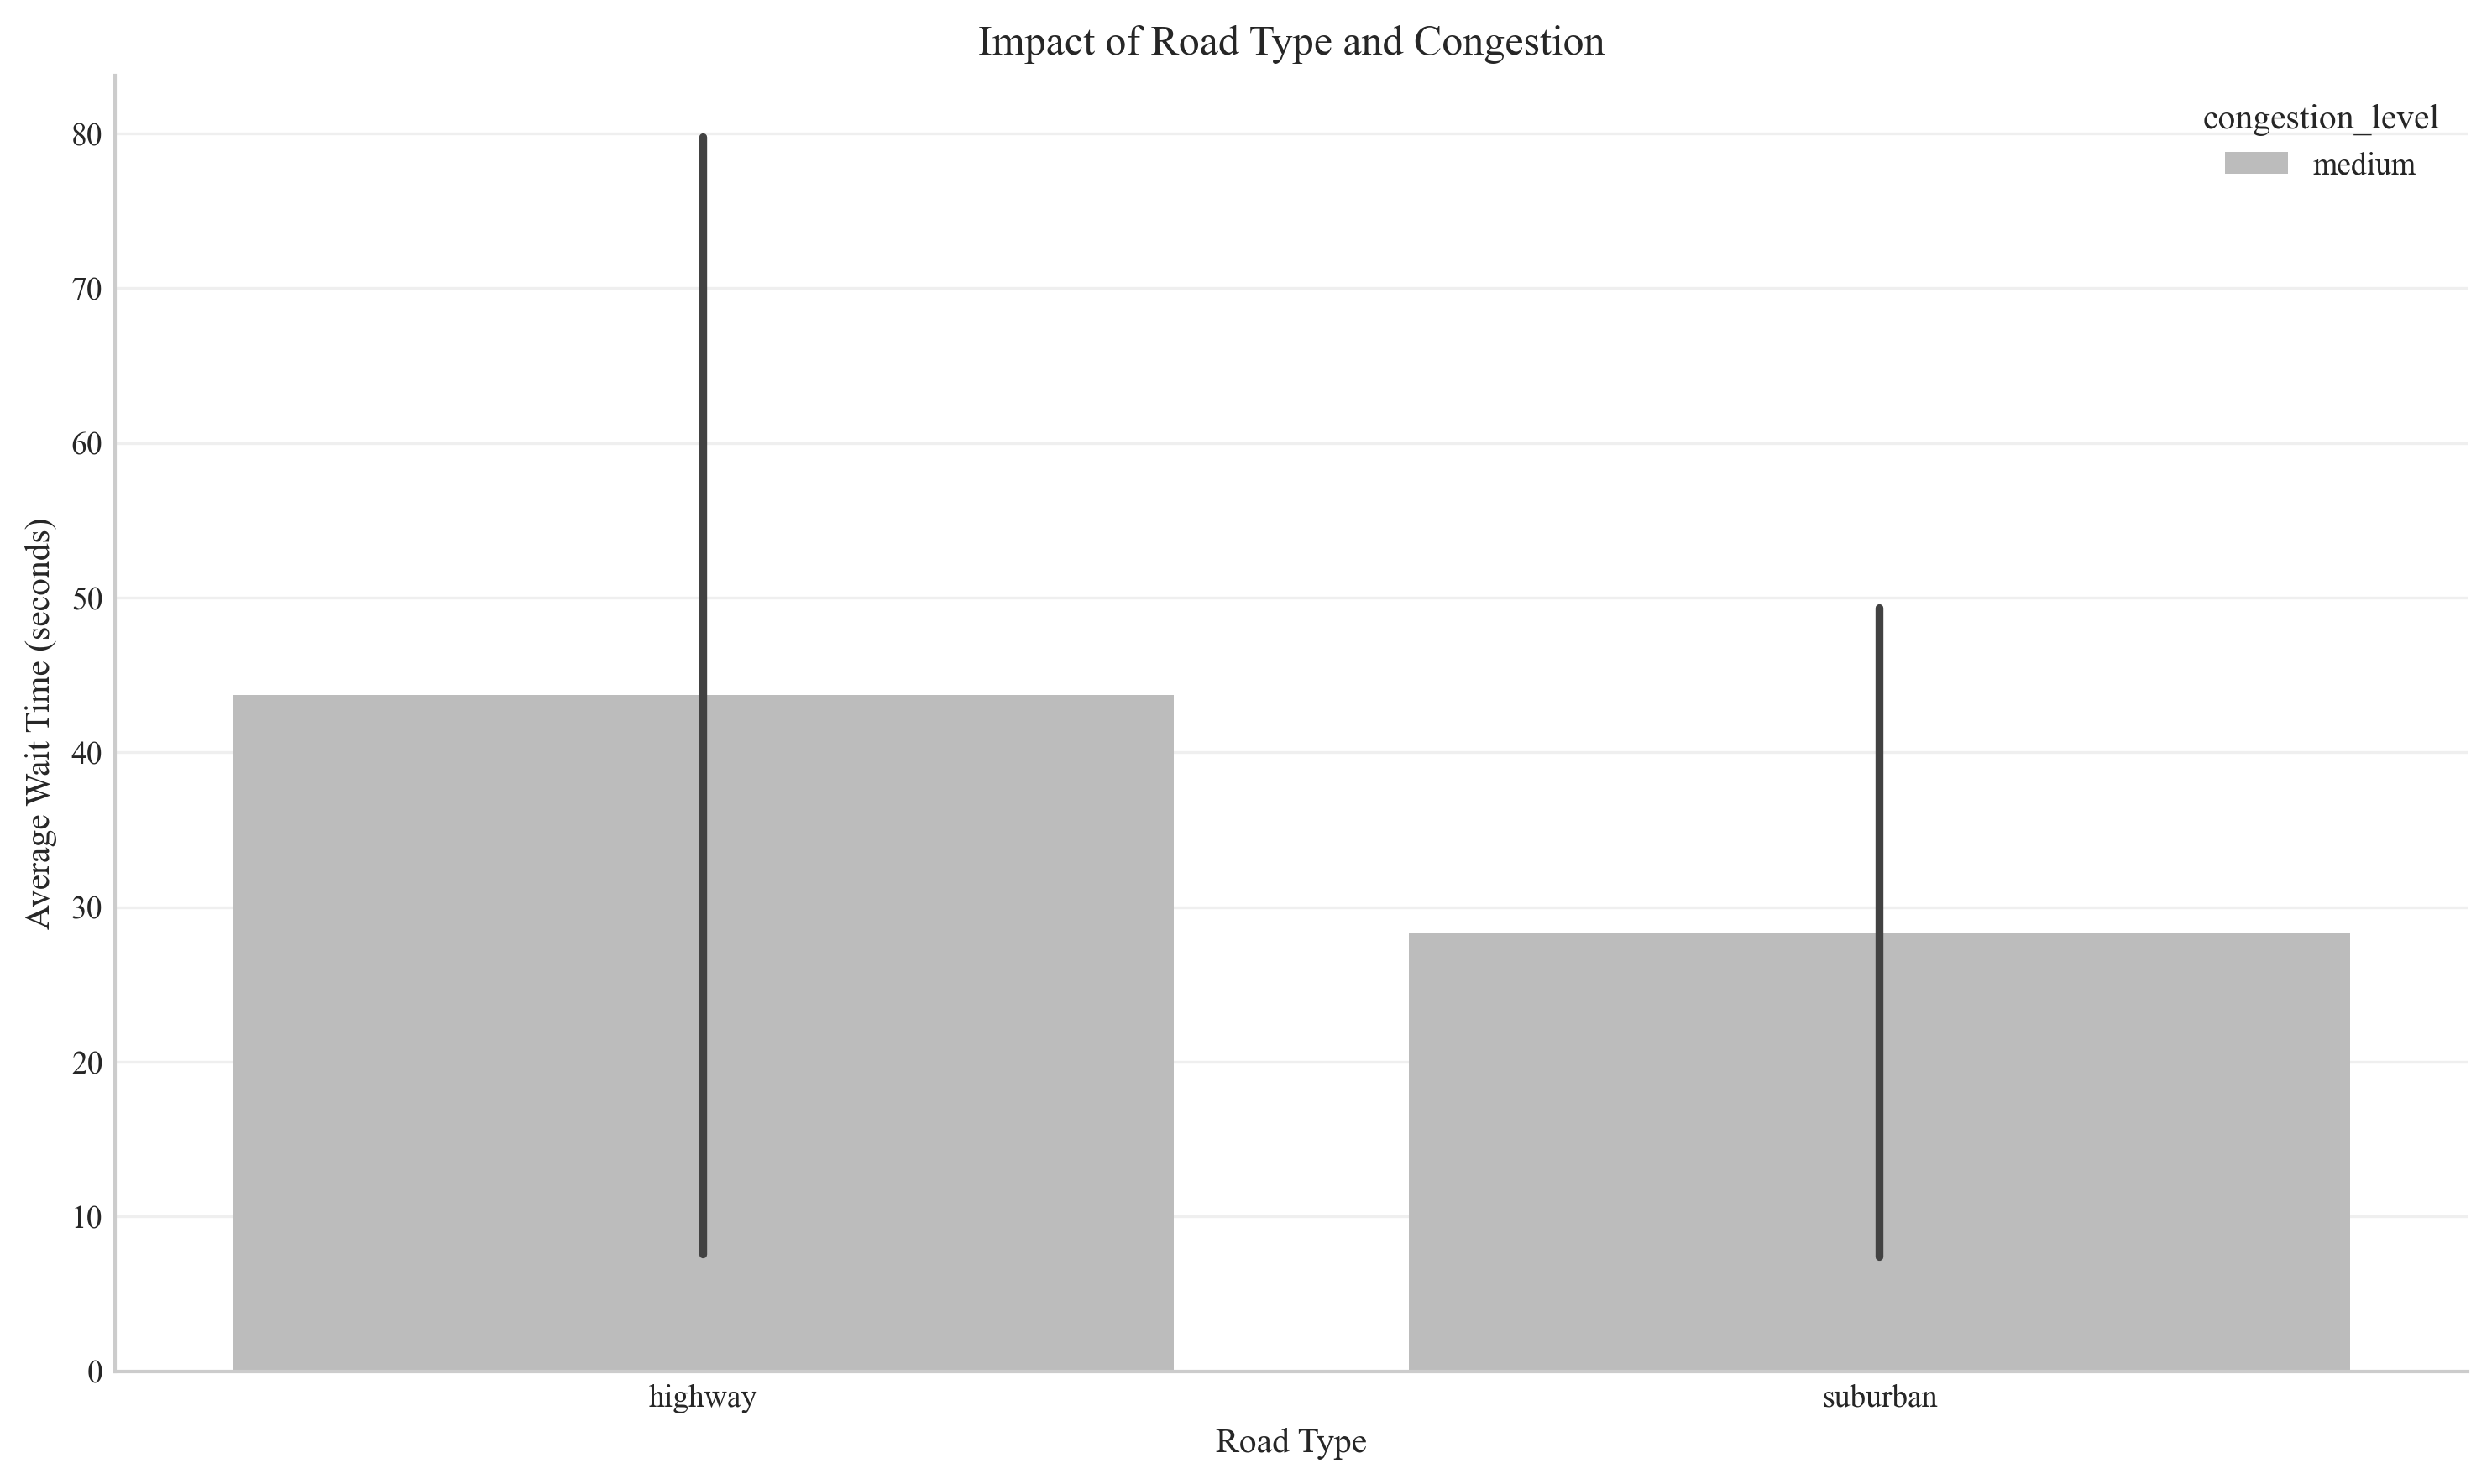 Impact of Road Type and Congestion
congestion_level
medium
Average Wait Time (seconds)
80
70
60
50
40
30
20
10
0
highway
suburban
Road Type